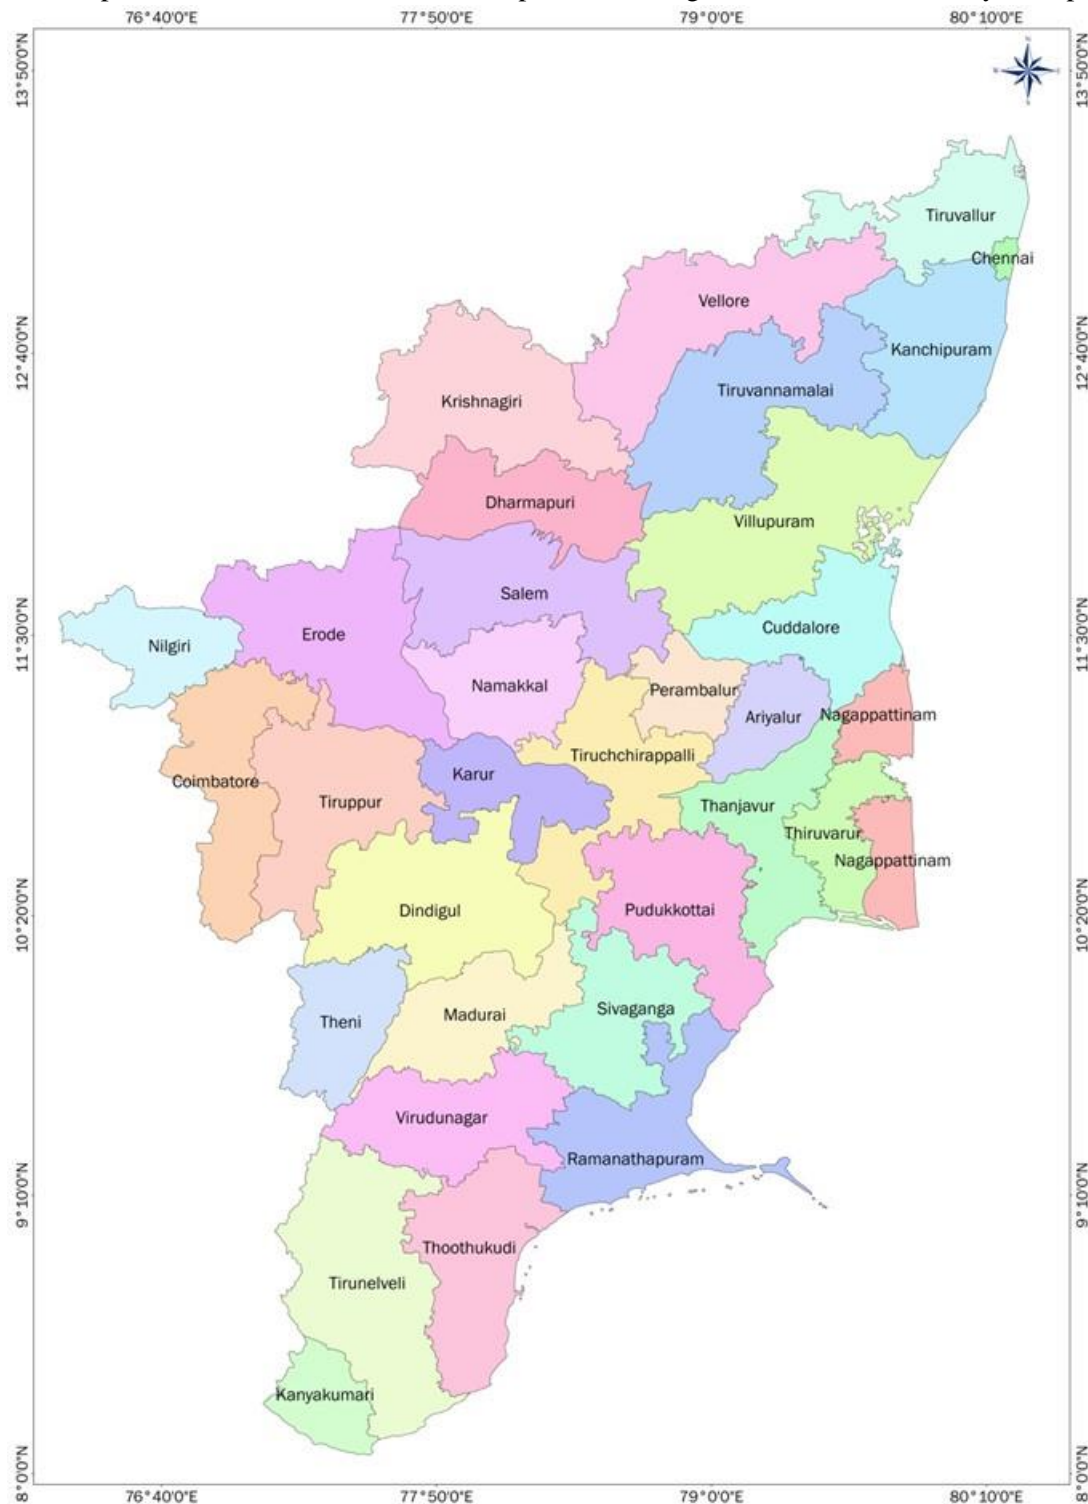 76°40'0"E 77°50'0"E 79°0'0"E 80°10'0"E
13°50'0"N
13°50'0"N
Tiruvallur
Chennai
Vellore
Kanchipuram
12°40'0"N
12°40'0"N
Tiruvannamalai
Krishnagiri
Dharmapuri
Villupuram
Salem
Cuddalore
11°30'0"N
11°30'0"N
Erode
Nilgiri
Namakkal
Perambalur
Ariyalur
Nagappattinam
Tiruchchirappalli
Karur
Coimbatore
Tiruppur
Thanjavur
Thiruvarur
Nagappattinam
Dindigul
Pudukkottai
10°20'0"N
10°20'0"N
Sivaganga
Madurai
Theni
Virudunagar
Ramanathapuram
9°10'0"N
9°10'0"N
Thoothukudi
Tirunelveli
Kanyakumari
8°0'0"N
8°0'0"N
76°40'0"E 77°50'0"E 79°0'0"E 80°10'0"E